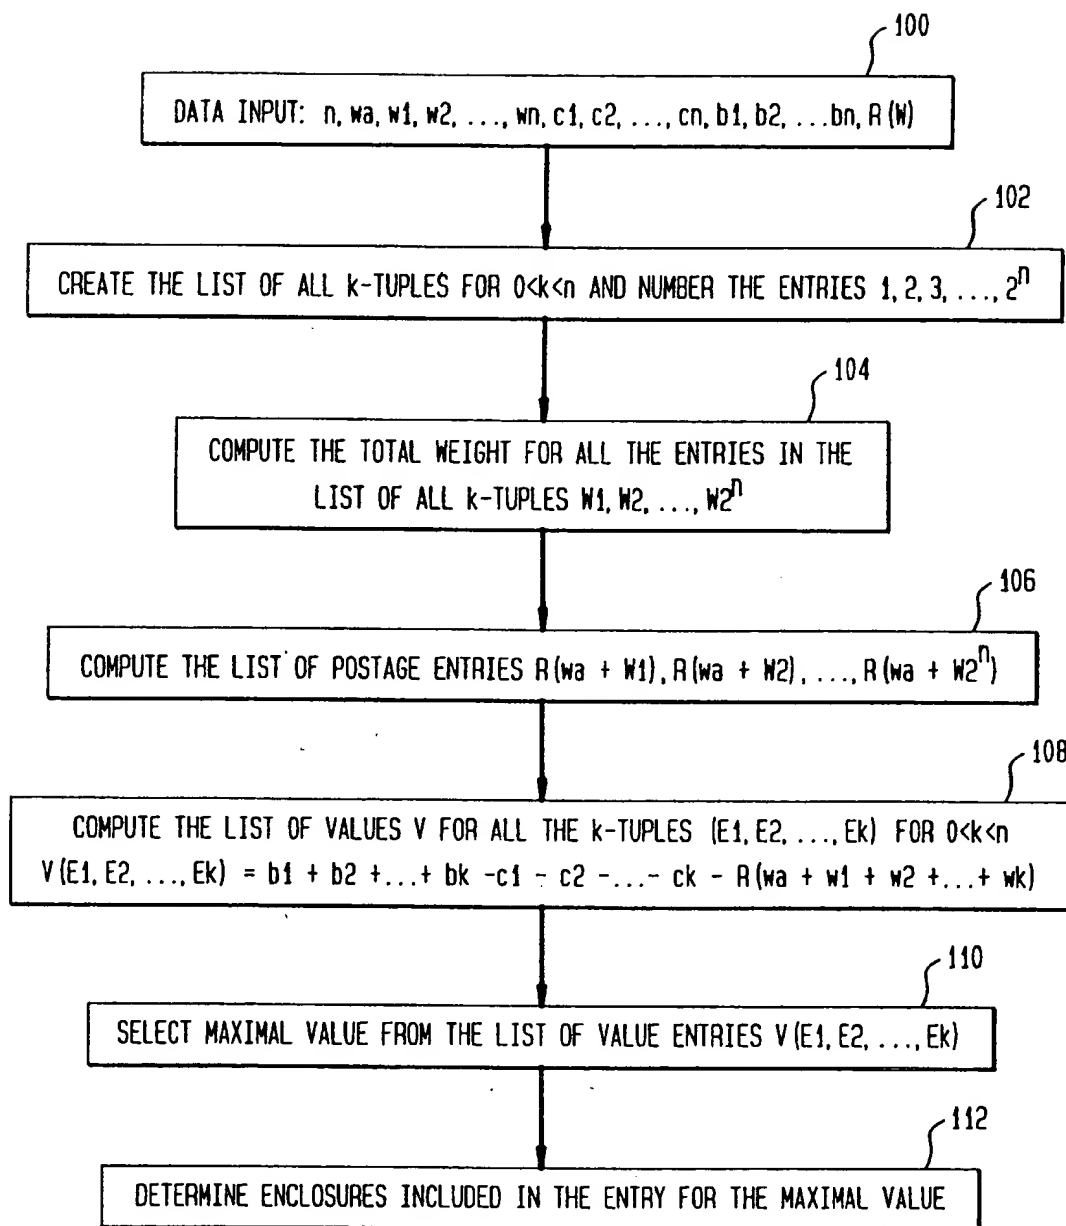 100
DATA INPUT: n, wa, w1, w2, ..., wn, c1, c2, ..., cn, b1, b2, ...bn, R(W)
102
CREATE THE LIST OF ALL k-TUPLES FOR 0<k<n AND NUMBER THE ENTRIES 1, 2, 3, ..., 2^n
104
COMPUTE THE TOTAL WEIGHT FOR ALL THE ENTRIES IN THE
LIST OF ALL k-TUPLES W1, W2, ..., W2^n
106
COMPUTE THE LIST OF POSTAGE ENTRIES R(wa + W1), R(wa + W2), ..., R(wa + W2^n)
108
COMPUTE THE LIST OF VALUES V FOR ALL THE k-TUPLES (E1, E2, ..., Ek) FOR 0<k<n
V(E1, E2, ..., Ek) = b1 + b2 +...+ bk -c1 - c2 -...- ck - R(wa + w1 + w2 +...+ wk)
110
SELECT MAXIMAL VALUE FROM THE LIST OF VALUE ENTRIES V(E1, E2, ..., Ek)
112
DETERMINE ENCLOSURES INCLUDED IN THE ENTRY FOR THE MAXIMAL VALUE